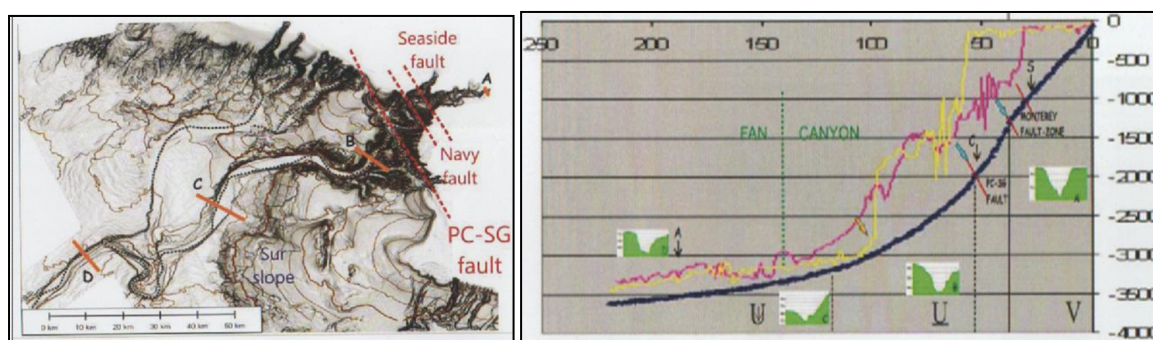 Seaside
fault
A
Navy
fault
B
C
PC-SG
fault
Sur
slope
D
0 km 10 km 20 km 30 km 40 km 50 km
250 200 150 100 50 0
0
-500
-1000
-1500
-2000
-2500
-3000
-3500
-4000
S
MONTEREY
FAULT-ZONE
FAN CANYON
C
PC-SG
FAULT
A
A
D
B
C
U V